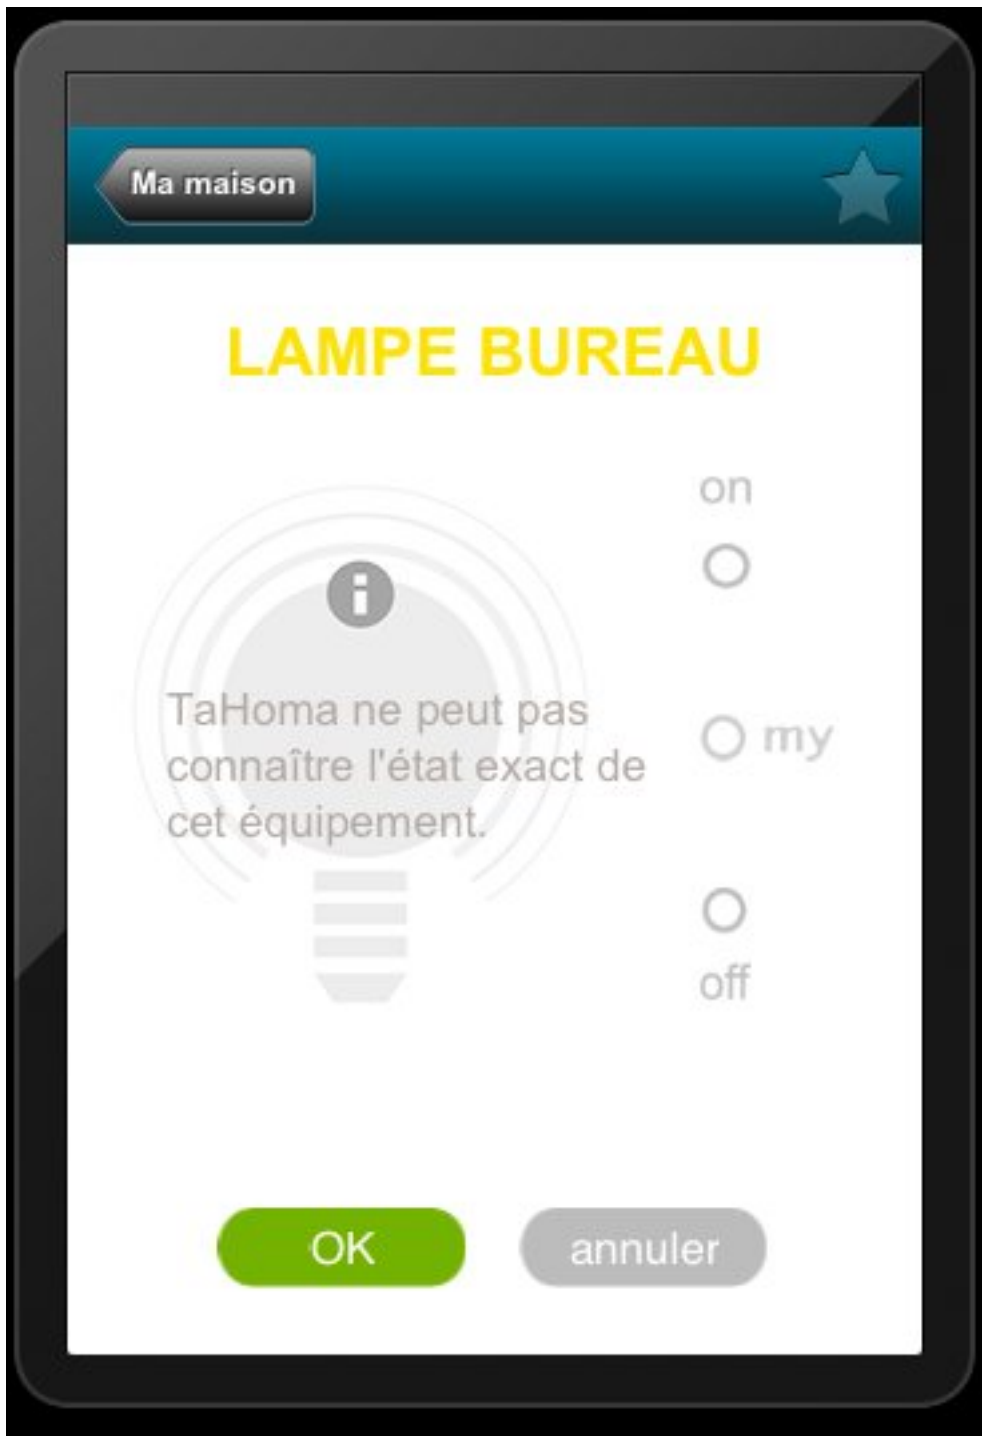 Ma maison
LAMPE BUREAU
on
TaHoma ne peut pas
connaître l'état exact de
cet équipement.
my
off
OK
annuler